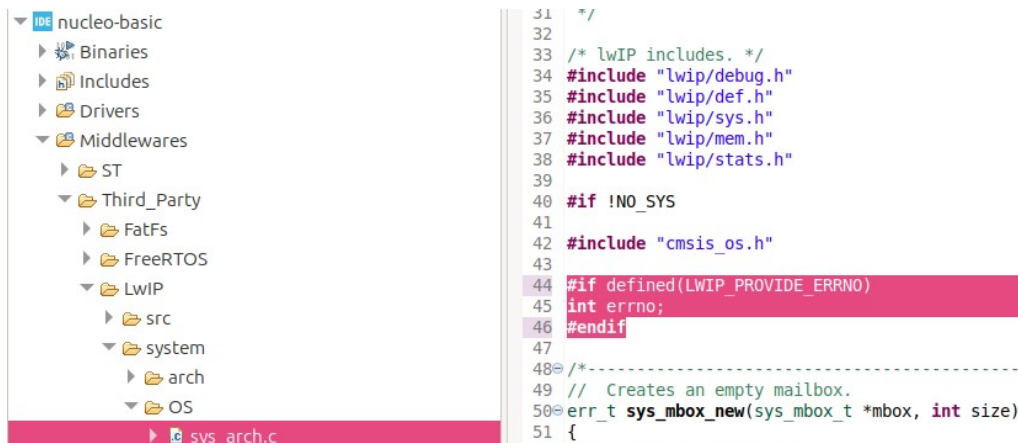 nucleo-basic
Binaries
Includes
Drivers
Middlewares
ST
Third_Party
FatFs
FreeRTOS
LwIP
src
system
arch
OS
sys_arch.c
31 */
32
33 /* lwIP includes. */
34 #include "lwip/debug.h"
35 #include "lwip/def.h"
36 #include "lwip/sys.h"
37 #include "lwip/mem.h"
38 #include "lwip/stats.h"
39
40 #if !NO_SYS
41
42 #include "cmsis_os.h"
43
44 #if defined(LWIP_PROVIDE_ERRNO)
45 int errno;
46 #endif
47
48 /*-------------------------------------------
49 //  Creates an empty mailbox.
50 err_t sys_mbox_new(sys_mbox_t *mbox, int size)
51 {